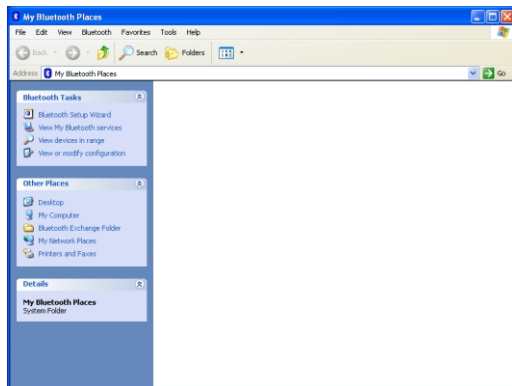 My Bluetooth Places
File Edit View Bluetooth Favorites Tools Help
Back Search Folders
Address My Bluetooth Places Go
Bluetooth Tasks
Bluetooth Setup Wizard
View My Bluetooth services
View devices in range
View or modify configuration
Other Places
Desktop
My Computer
Bluetooth Exchange Folder
My Network Places
Printers and Faxes
Details
My Bluetooth Places
System Folder